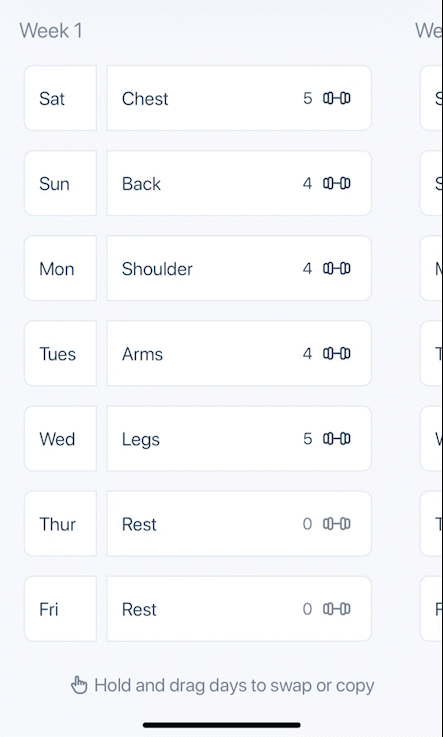 Week 1 We
Sat Chest 5 S
Sun Back 4 S
Mon Shoulder 4 M
Tues Arms 4 T
Wed Legs 5 W
Thur Rest 0 T
Fri Rest 0 F
Hold and drag days to swap or copy